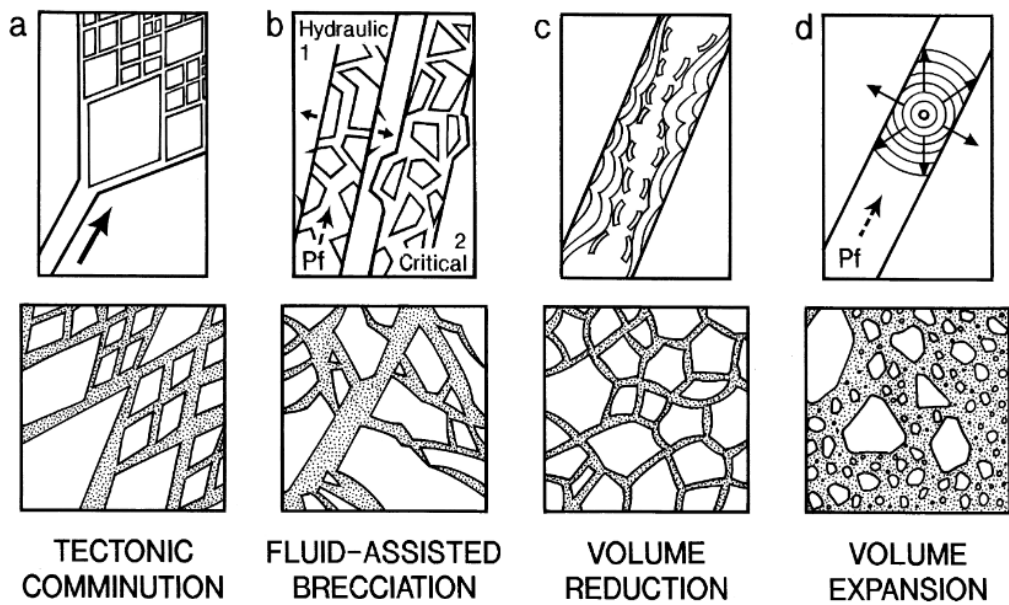 a
b
c
d
Hydraulic
1
Pf
2
Critical
Pf
TECTONIC
COMMINUTION
FLUID-ASSISTED
BRECCIATION
VOLUME
REDUCTION
VOLUME
EXPANSION